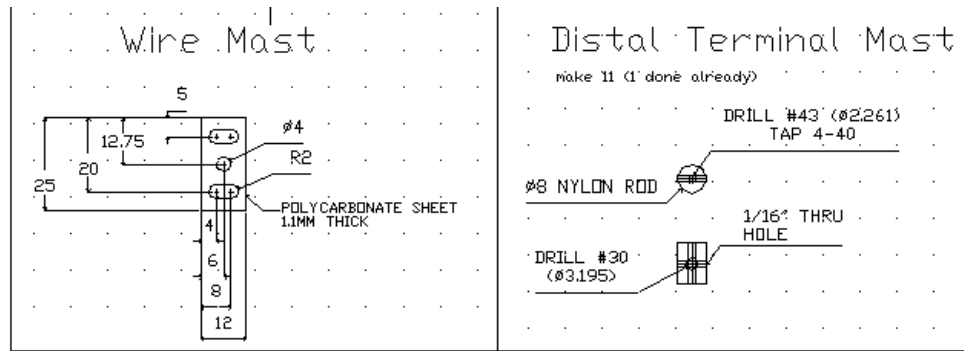 Wire Mast
5
12.75
20
25
ø4
R2
POLYCARBONATE SHEET
1.1MM THICK
4
6
8
12
Distal Terminal Mast
make 11 (1 done already)
DRILL #43 (ø2.261)
TAP 4-40
ø8 NYLON ROD
1/16" THRU
HOLE
DRILL #30
(ø3.195)